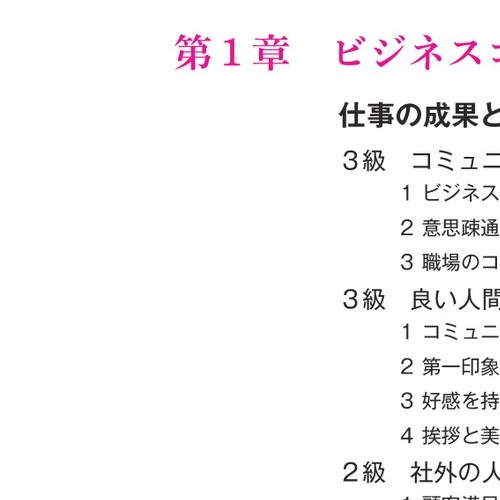 第１章　ビジネスコ
仕事の成果と
３級　コミュニ
1 ビジネス
2 意思疎通
3 職場のコ
３級　良い人間
1 コミュニ
2 第一印象
3 好感を持
4 挨拶と美
２級　社外の人